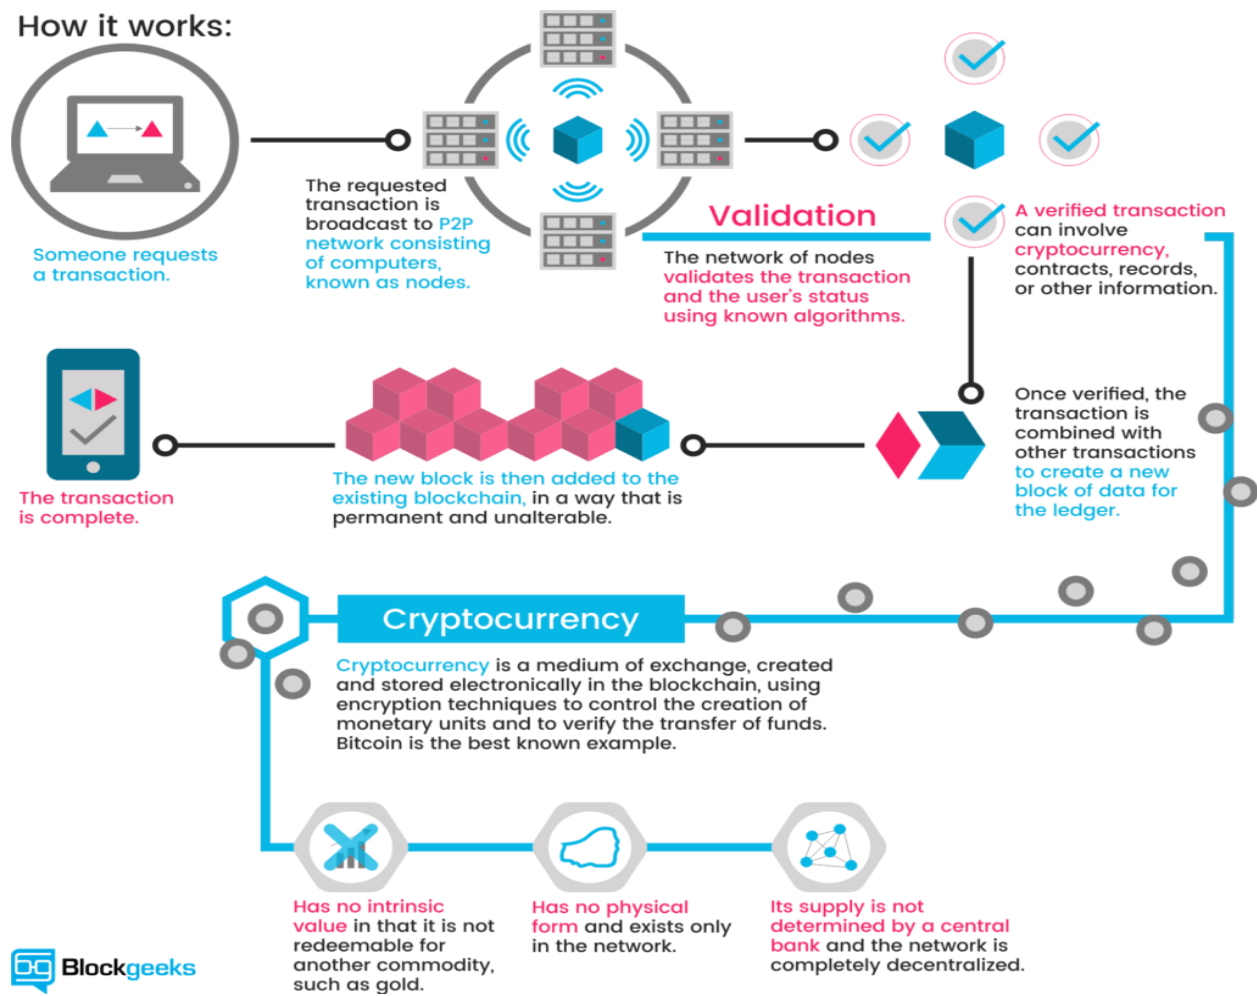 How it works:
Someone requests
a transaction.
The requested
transaction is
broadcast to P2P
network consisting
of computers,
known as nodes.
Validation
The network of nodes
validates the transaction
and the user's status
using known algorithms.
A verified transaction
can involve
cryptocurrency,
contracts, records,
or other information.
Once verified, the
transaction is
combined with
other transactions
to create a new
block of data for
the ledger.
The new block is then added to the
existing blockchain, in a way that is
permanent and unalterable.
The transaction
is complete.
Cryptocurrency
Cryptocurrency is a medium of exchange, created
and stored electronically in the blockchain, using
encryption techniques to control the creation of
monetary units and to verify the transfer of funds.
Bitcoin is the best known example.
Has no intrinsic
value in that it is not
redeemable for
another commodity,
such as gold.
Has no physical
form and exists only
in the network.
Its supply is not
determined by a central
bank and the network is
completely decentralized.
Blockgeeks